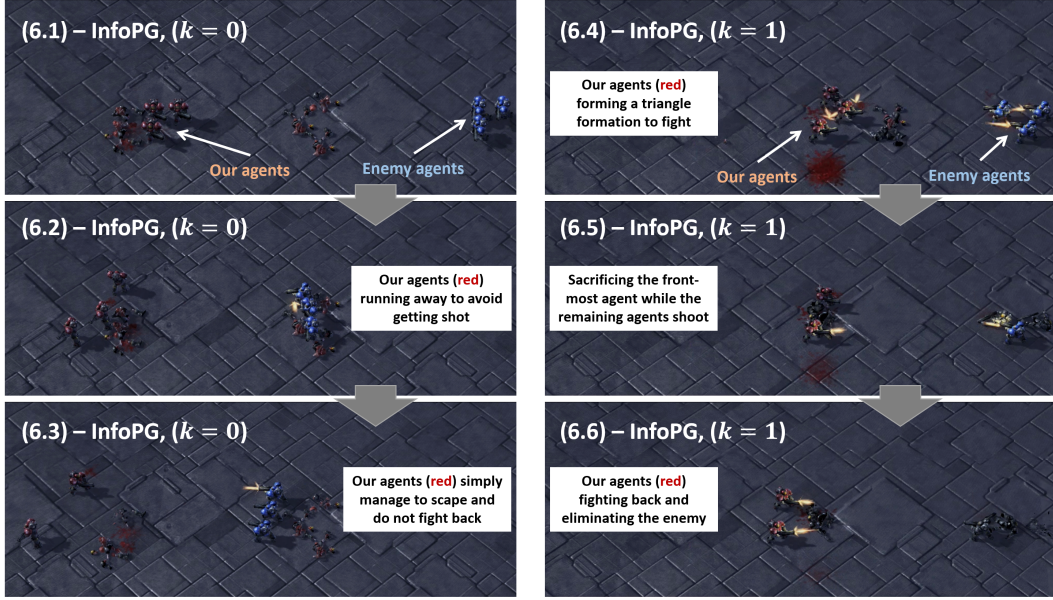 (6.1) – InfoPG, (k = 0)
Our agents
Enemy agents
(6.2) – InfoPG, (k = 0)
Our agents (red)
running away to avoid
getting shot
(6.3) – InfoPG, (k = 0)
Our agents (red) simply
manage to scape and
do not fight back
(6.4) – InfoPG, (k = 1)
Our agents (red)
forming a triangle
formation to fight
Our agents
Enemy agents
(6.5) – InfoPG, (k = 1)
Sacrificing the front-
most agent while the
remaining agents shoot
(6.6) – InfoPG, (k = 1)
Our agents (red)
fighting back and
eliminating the enemy